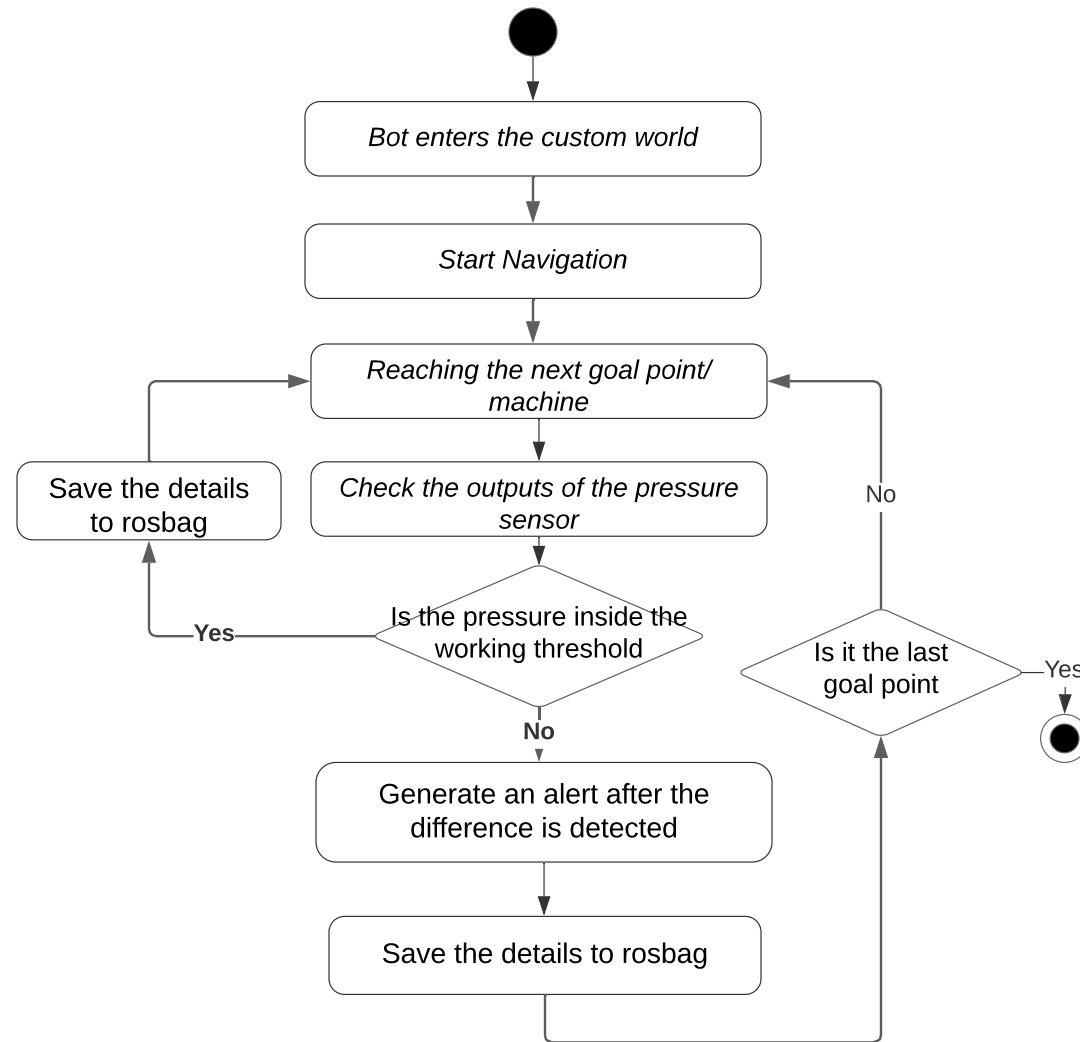 Bot enters the custom world
Start Navigation
Reaching the next goal point/
machine
Save the details
to rosbag
Check the outputs of the pressure
sensor
No
Is the pressure inside the
working threshold
Yes
Is it the last
goal point
Yes
No
Generate an alert after the
difference is detected
Save the details to rosbag